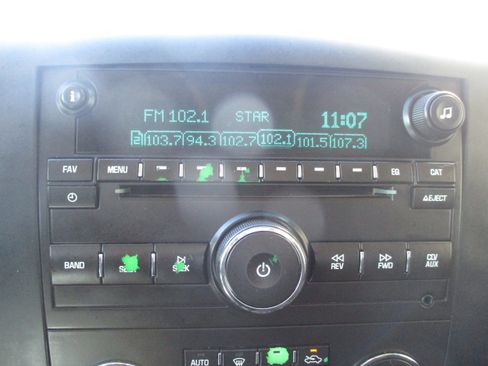 FM 102.1 STAR 11:07
2 103.7 94.3 102.7 102.1 101.5 107.3
FAV MENU EQ CAT
EJECT
BAND SEEK SEEK REV FWD CD/
AUX
AUTO